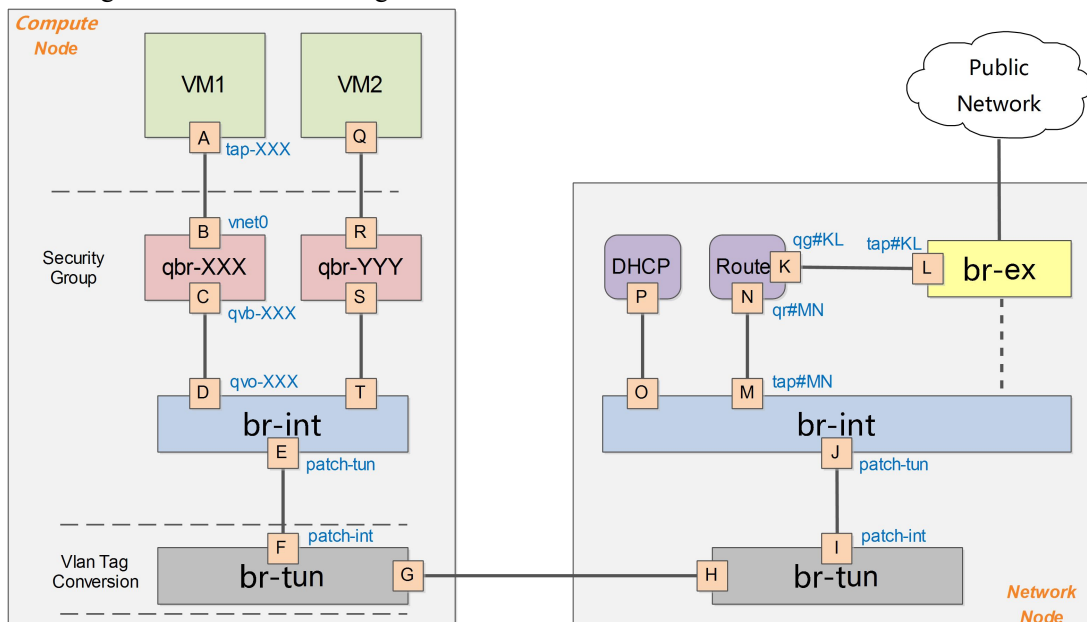 Compute
Node
VM1
VM2
A
Q
tap-XXX
B
vnet0
R
Security
Group
qbr-XXX
qbr-YYY
C
S
qvb-XXX
D
qvo-XXX
T
br-int
E
patch-tun
F
patch-int
Vlan Tag
Conversion
br-tun
G
Public
Network
DHCP
Route
K
qg#KL
tap#KL
L
br-ex
P
N
qr#MN
O
M
tap#MN
br-int
J
patch-tun
I
patch-int
H
br-tun
Network
Node